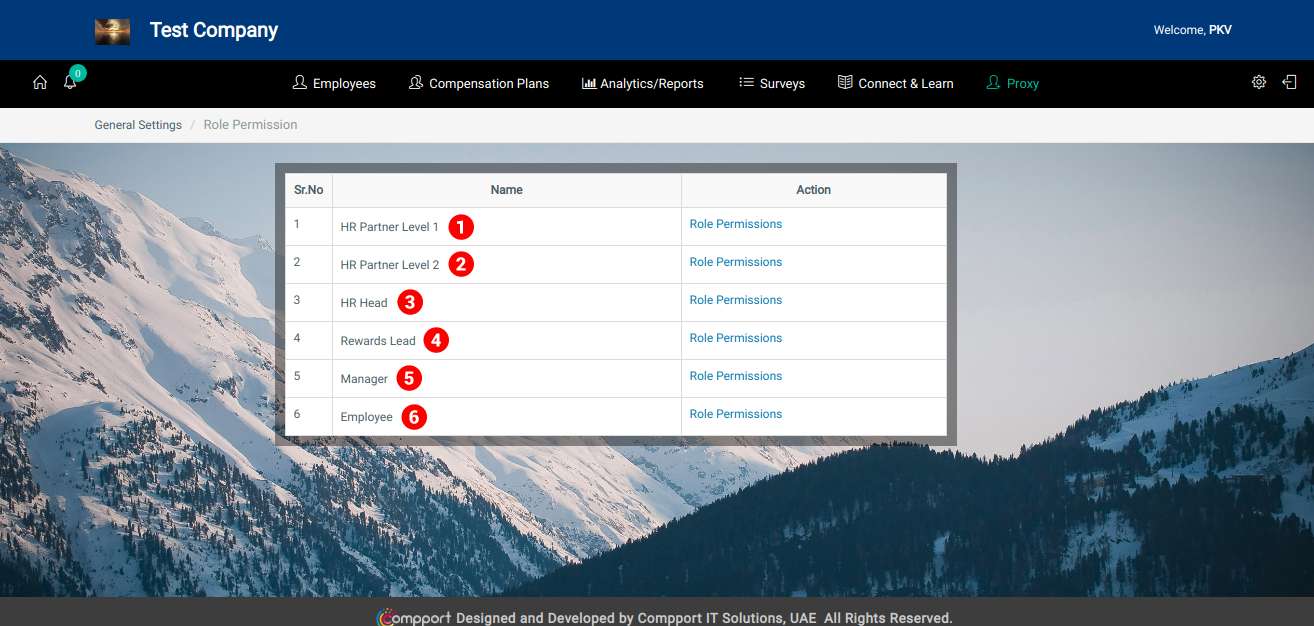 Test Company
Welcome, PKV
0
Employees
Compensation Plans
Analytics/Reports
Surveys
Connect & Learn
Proxy
General Settings / Role Permission
Sr.No Name Action
1 HR Partner Level 1 1 Role Permissions
2 HR Partner Level 2 2 Role Permissions
3 HR Head 3 Role Permissions
4 Rewards Lead 4 Role Permissions
5 Manager 5 Role Permissions
6 Employee 6 Role Permissions
Compport Designed and Developed by Compport IT Solutions, UAE All Rights Reserved.